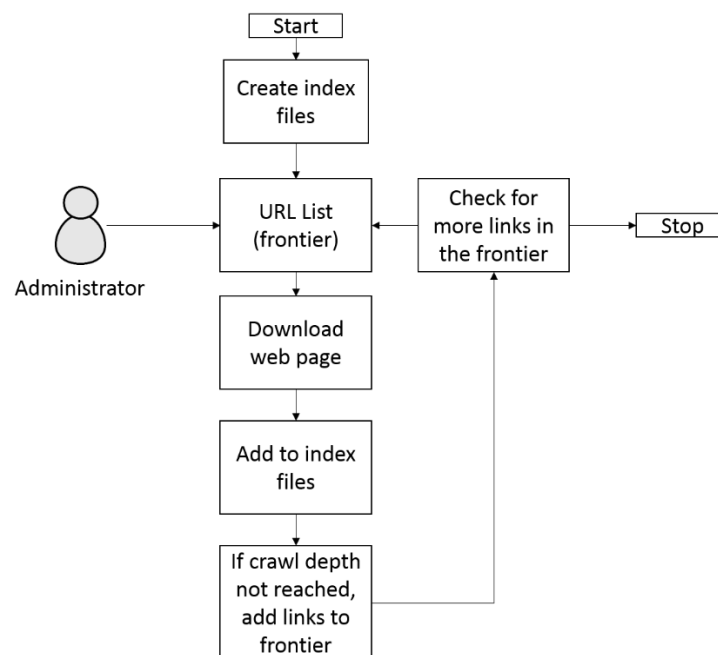 Start
Create index
files
URL List
(frontier)
Check for
more links in
the frontier
Stop
Administrator
Download
web page
Add to index
files
If crawl depth
not reached,
add links to
frontier